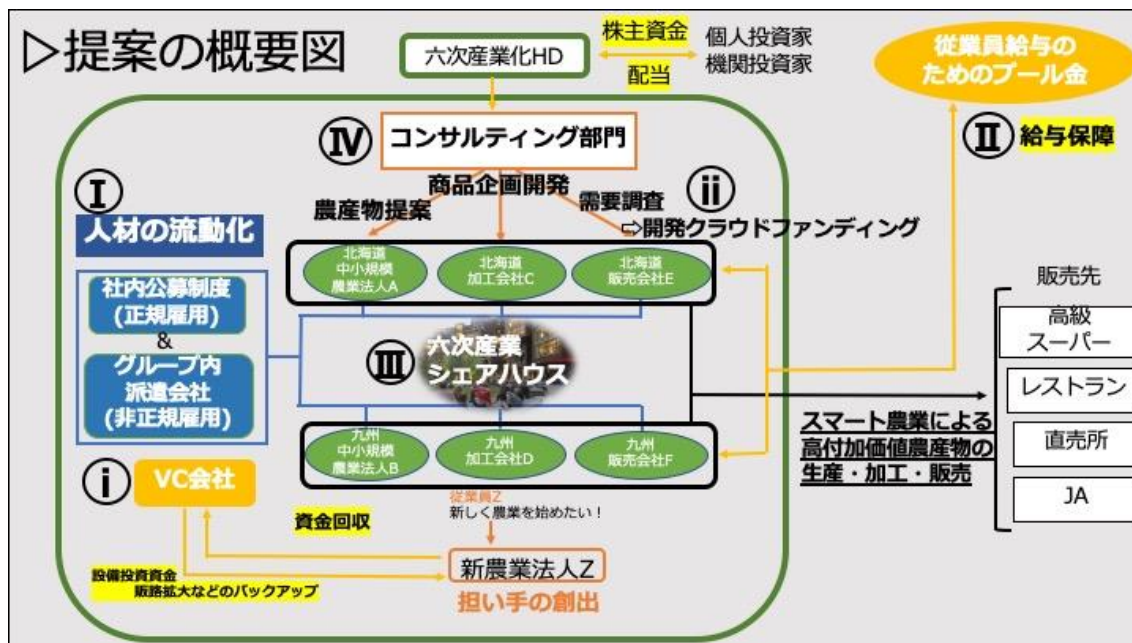 ▷提案の概要図
六次産業化HD
株主資金
配当
個人投資家
機関投資家
従業員給与の
ためのプール金
Ⅳ
コンサルティング部門
Ⅱ
給与保障
Ⅰ
人材の流動化
農産物提案
商品企画開発
需要調査
ⅱ
⇨開発クラウドファンディング
社内公募制度
(正規雇用)
&
グループ内
派遣会社
(非正規雇用)
北海道
中小規模
農業法人A
北海道
加工会社C
北海道
販売会社E
Ⅲ
六次産業
シェアハウス
九州
中小規模
農業法人B
九州
加工会社D
九州
販売会社F
販売先
高級
スーパー
レストラン
直売所
JA
スマート農業による
高付加価値農産物の
生産・加工・販売
ⅰ
VC会社
資金回収
従業員Z
新しく農業を始めたい！
設備投資資金
販路拡大などのバックアップ
新農業法人Z
担い手の創出